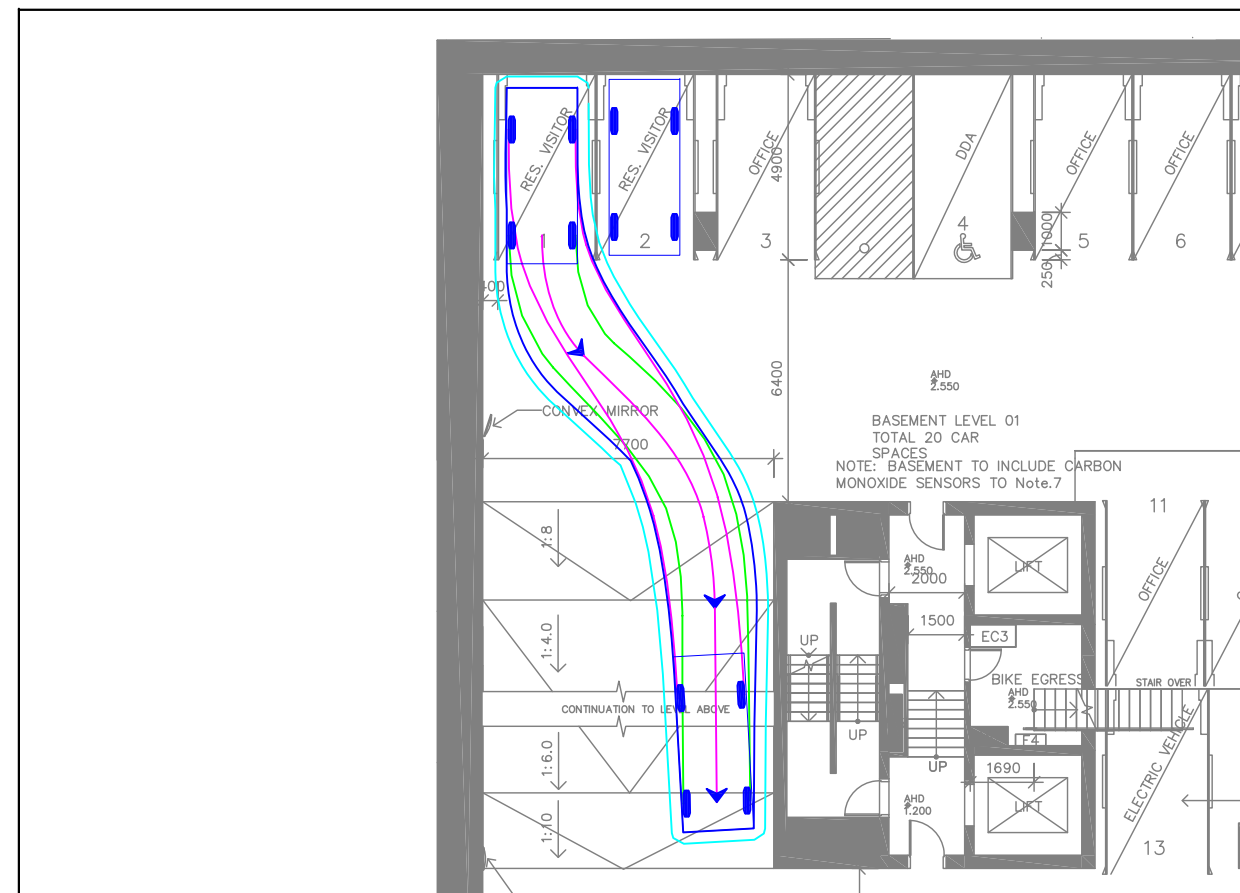 RES. VISITOR
RES. VISITOR
OFFICE
4900
DDA
OFFICE
OFFICE
2
3
4
5
6
1000
250
400
6400
CONVEX MIRROR
7700
AHD
2.550
BASEMENT LEVEL 01
TOTAL 20 CAR
SPACES
NOTE: BASEMENT TO INCLUDE CARBON
MONOXIDE SENSORS TO Note.7
11
OFFICE
1:8
1:4.0
1:6.0
1:10
CONTINUATION TO LEVEL ABOVE
AHD
2.550
2000
1500
LIFT
EC3
UP
UP
UP
BIKE EGRESS
AHD
2.550
STAIR OVER
F4
1690
AHD
1.200
LIFT
ELECTRIC VEHICLE
13